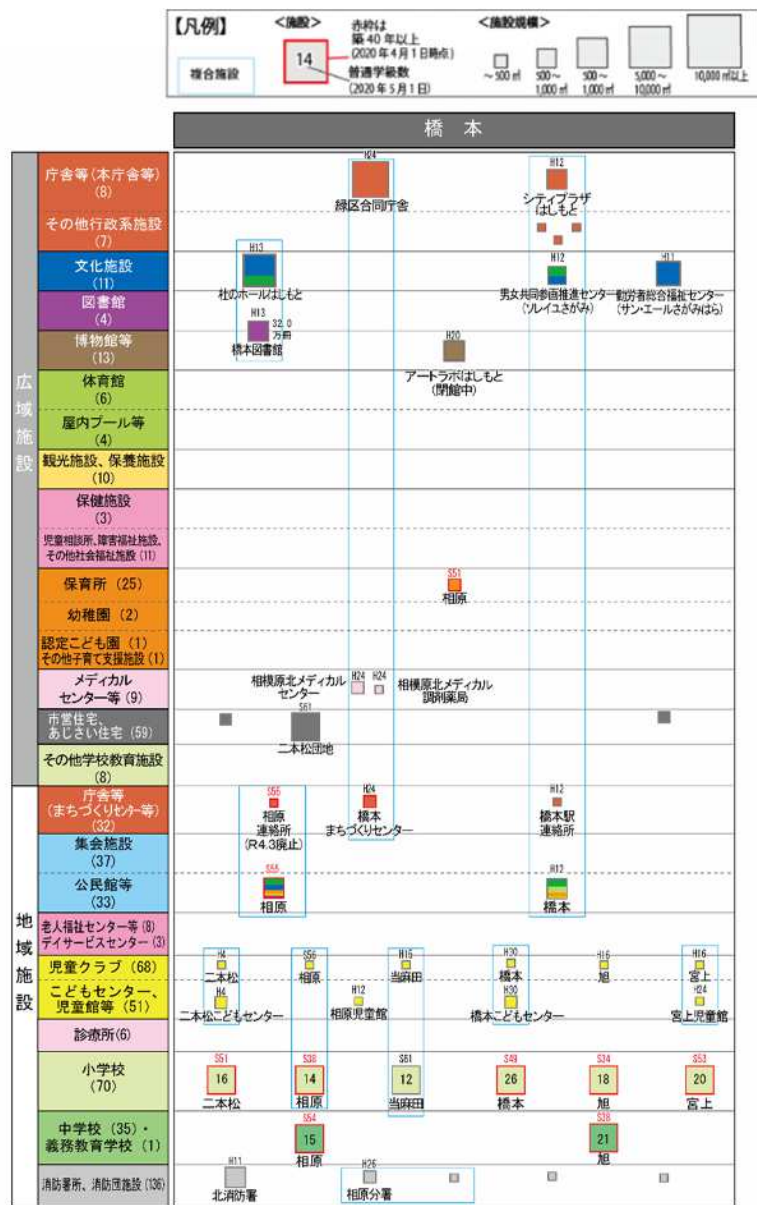 【凡例】
複合施設
＜施設＞
14
赤枠は
築40年以上
(2020年4月1日時点)
普通学級数
(2020年5月1日)
＜施設規模＞
～500㎡
500～
1,000㎡
500～
1,000㎡
5,000～
10,000㎡
10,000㎡以上
橋本
広域施設
庁舎等(本庁舎等)
(8)
H24
緑区合同庁舎
H12
シティプラザ
はしもと
その他行政系施設
(7)
文化施設
(11)
H13
杜のホールはしもと
H12
男女共同参画推進センター
(ソレイユさがみ)
H11
勤労者総合福祉センター
(サン・エールさがみはら)
図書館
(4)
H13
32.0
万冊
橋本図書館
博物館等
(13)
H20
アートラボはしもと
(閉館中)
体育館
(6)
屋内プール等
(4)
観光施設、保養施設
(10)
保健施設
(3)
児童相談所、障害福祉施設、
その他社会福祉施設(11)
保育所(25)
S51
相原
幼稚園(2)
認定こども園(1)
その他子育て支援施設(1)
メディカル
センター等(9)
相模原北メディカル
センター
H24
H24
相模原北メディカル
調剤薬局
市営住宅、
あじさい住宅(59)
S61
二本松団地
その他学校教育施設
(8)
地域施設
庁舎等
(まちづくりセンター等)
(32)
S55
相原
連絡所
(R4.3廃止)
H24
橋本
まちづくりセンター
H12
橋本駅
連絡所
集会施設
(37)
公民館等
(33)
S55
相原
H12
橋本
老人福祉センター等(8)
デイサービスセンター(3)
児童クラブ(68)
H4
二本松
S56
相原
H15
当麻田
H30
橋本
H16
旭
H16
宮上
こどもセンター、
児童館等(51)
H4
二本松こどもセンター
H12
相原児童館
H30
橋本こどもセンター
H24
宮上児童館
診療所(6)
小学校
(70)
S51
16
二本松
S38
14
相原
S61
12
当麻田
S49
26
橋本
S34
18
旭
S53
20
宮上
中学校(35)・
義務教育学校(1)
S54
15
相原
S38
21
旭
消防署所、消防団施設(136)
H11
北消防署
H26
相原分署